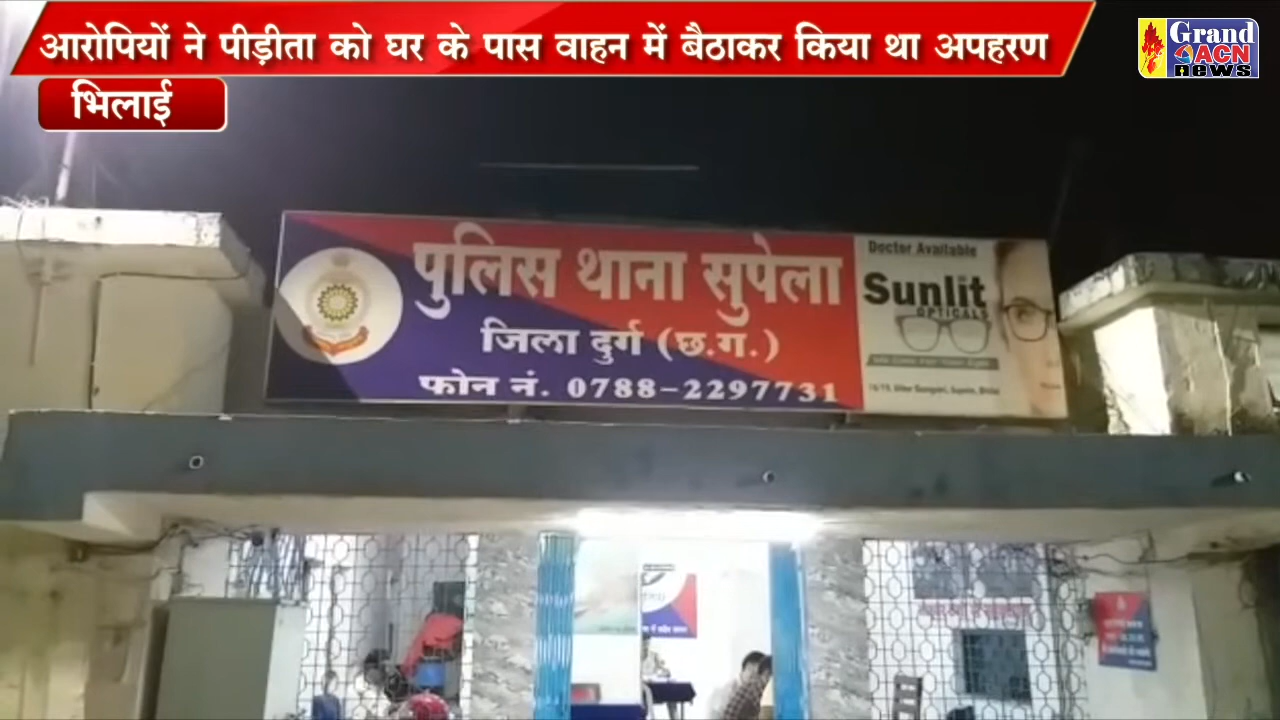 आरोपियों ने पीड़ीता को घर के पास वाहन में बैठाकर किया था अपहरण
Grand
ACN
news
भिलाई
पुलिस थाना सुपेला
जिला दुर्ग (छ.ग.)
फोन नं. 0788-2297731
Doctor Available
Sunlit
OPTICALS